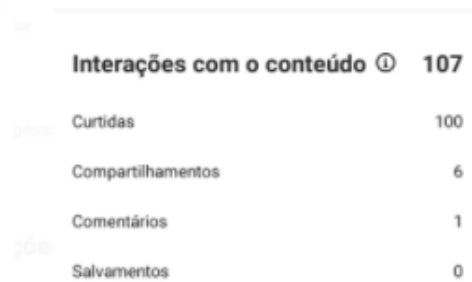 Interações com o conteúdo ⓘ 107
Curtidas 100
Compartilhamentos 6
Comentários 1
Salvamentos 0